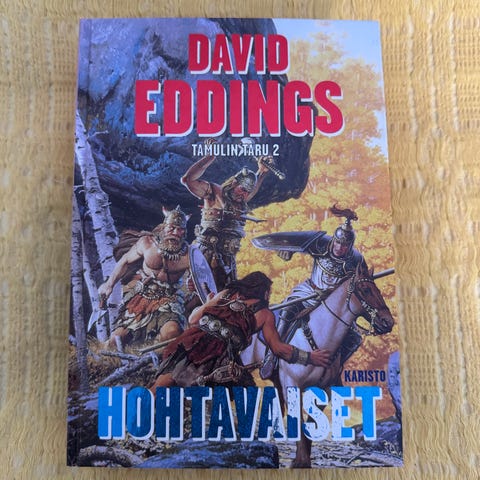 DAVID
EDDINGS
TAMULIN TARU 2
KARISTO
HOHTAVAISET